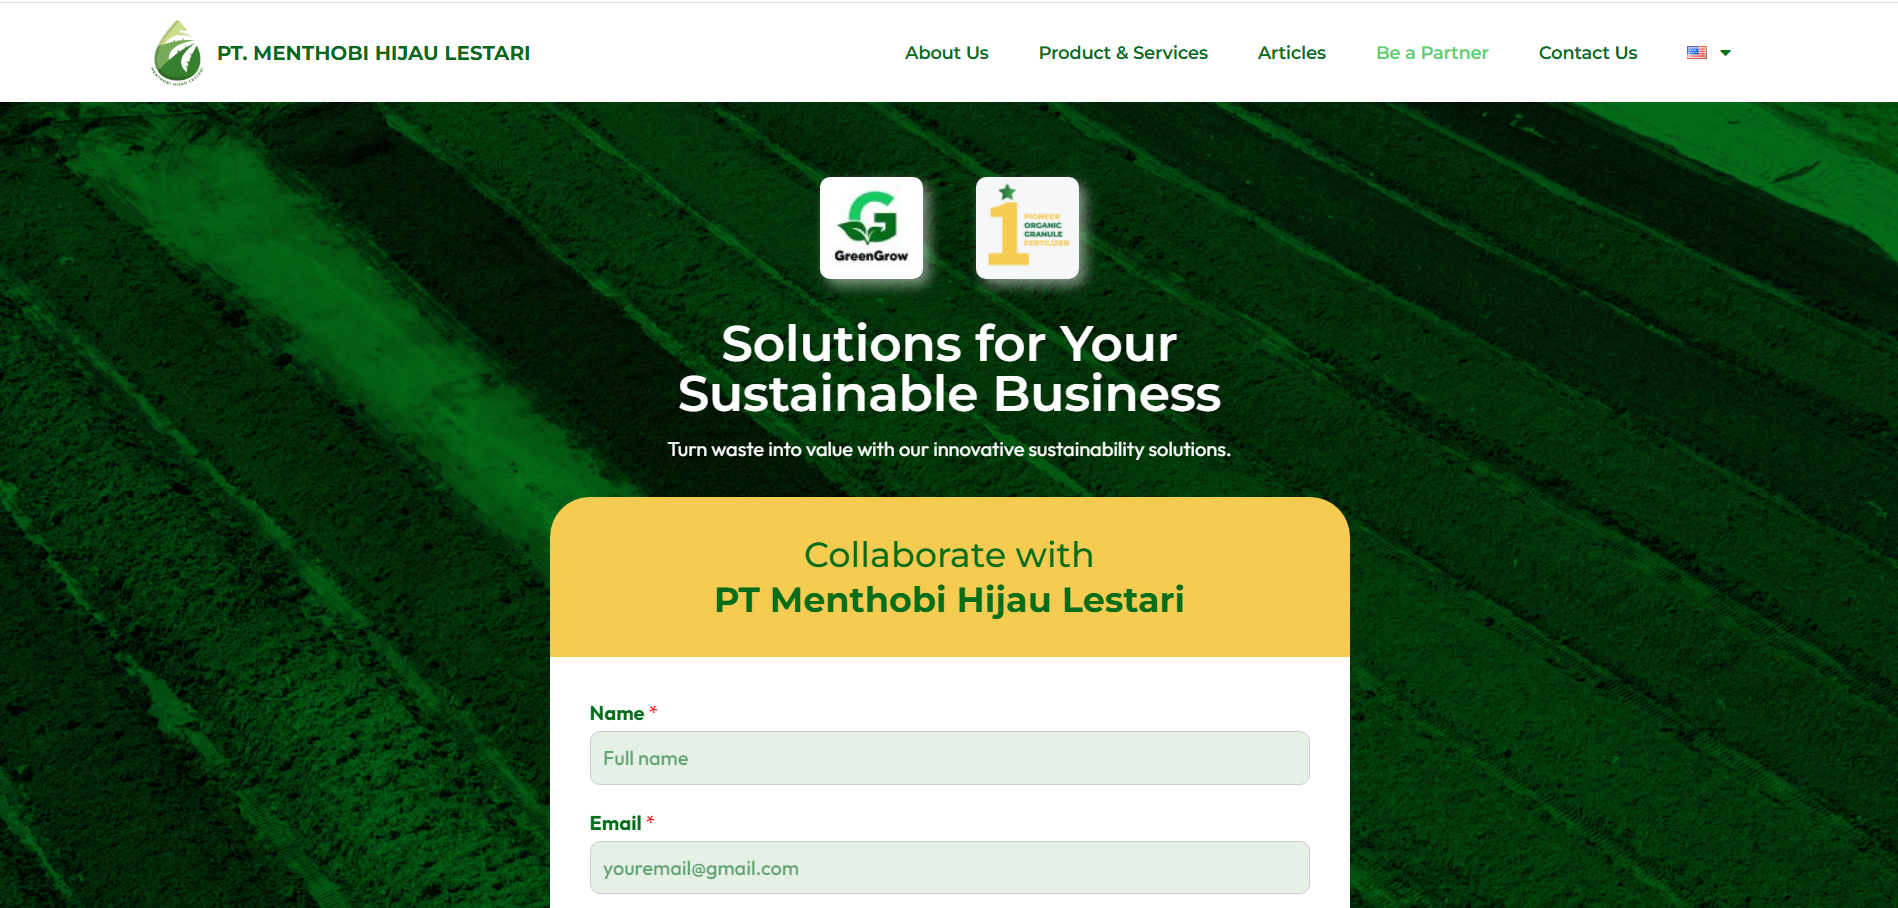 PT. MENTHOBI HIJAU LESTARI
About Us
Product & Services
Articles
Be a Partner
Contact Us
GreenGrow
1
PIONEER
ORGANIC
GRANULE
FERTILIZER
Solutions for Your
Sustainable Business
Turn waste into value with our innovative sustainability solutions.
Collaborate with
PT Menthobi Hijau Lestari
Name *
Full name
Email *
youremail@gmail.com